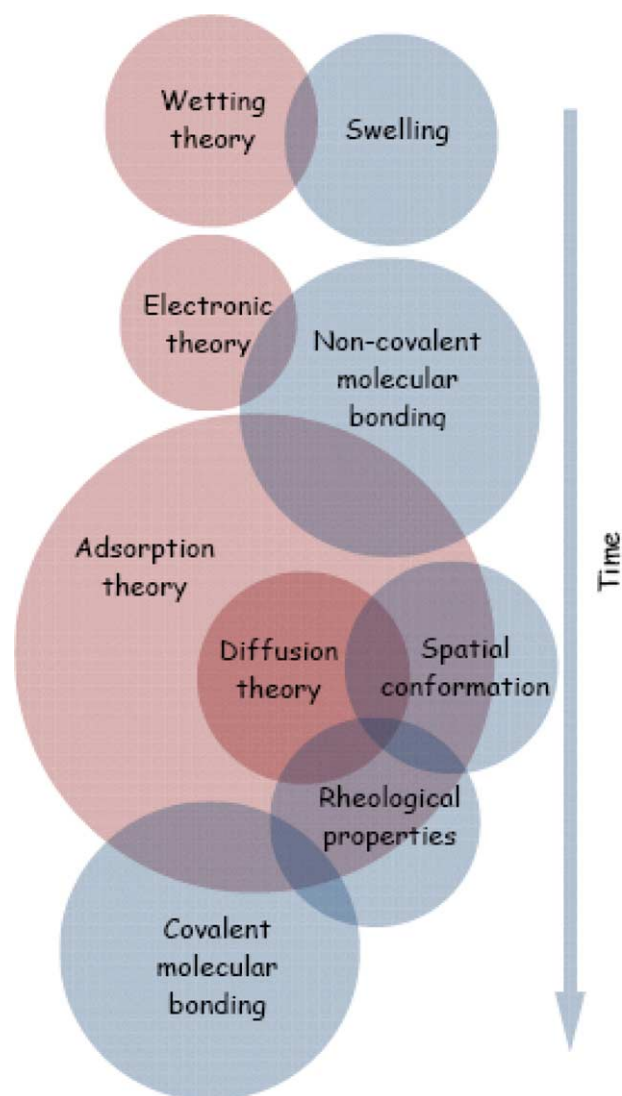 Wetting
theory
Swelling
Electronic
theory
Non-covalent
molecular
bonding
Adsorption
theory
Time
Diffusion
theory
Spatial
conformation
Rheological
properties
Covalent
molecular
bonding